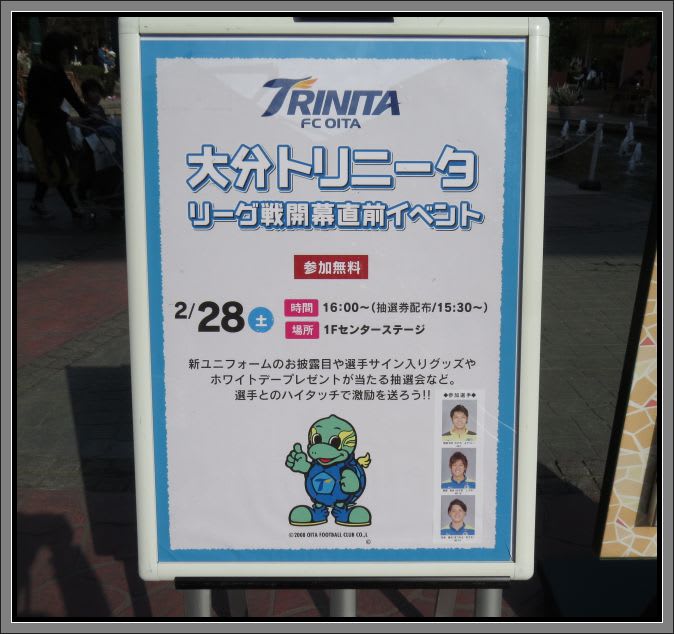 TRINITA
FC OITA
大分トリニータ
リーグ戦開幕直前イベント
参加無料
2/28 土
時間 16:00〜(抽選券配布/15:30〜)
場所 1Fセンターステージ
新ユニフォームのお披露目や選手サイン入りグッズや
ホワイトデープレゼントが当たる抽選会など。
選手とのハイタッチで激励を送ろう!!
◆参加選手◆
T
©2008 OITA FOOTBALL CLUB CO.,L